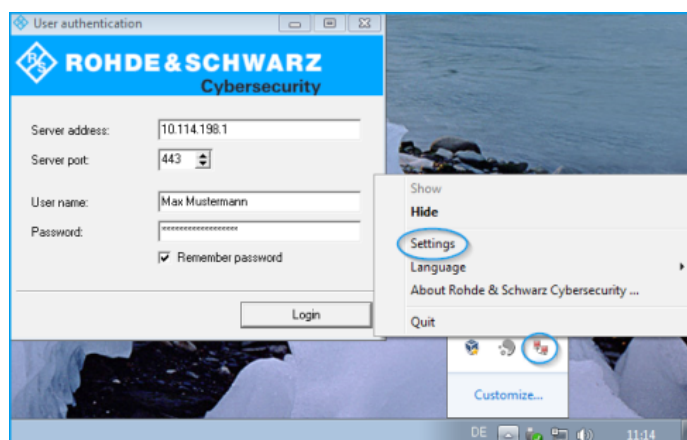 User authentication
ROHDE & SCHWARZ
Cybersecurity
Server address: 10.114.198.1
Server port: 443
User name: Max Mustermann
Password: ******************
Remember password
Login
Show
Hide
Settings
Language
About Rohde & Schwarz Cybersecurity ...
Quit
Customize...
DE 11:14